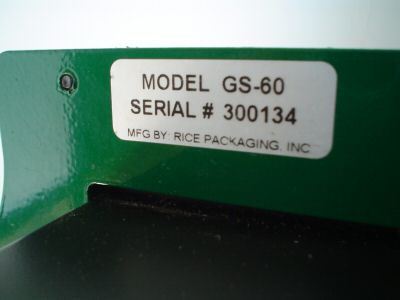 MODEL GS-60
SERIAL # 300134
MFG BY: RICE PACKAGING, INC